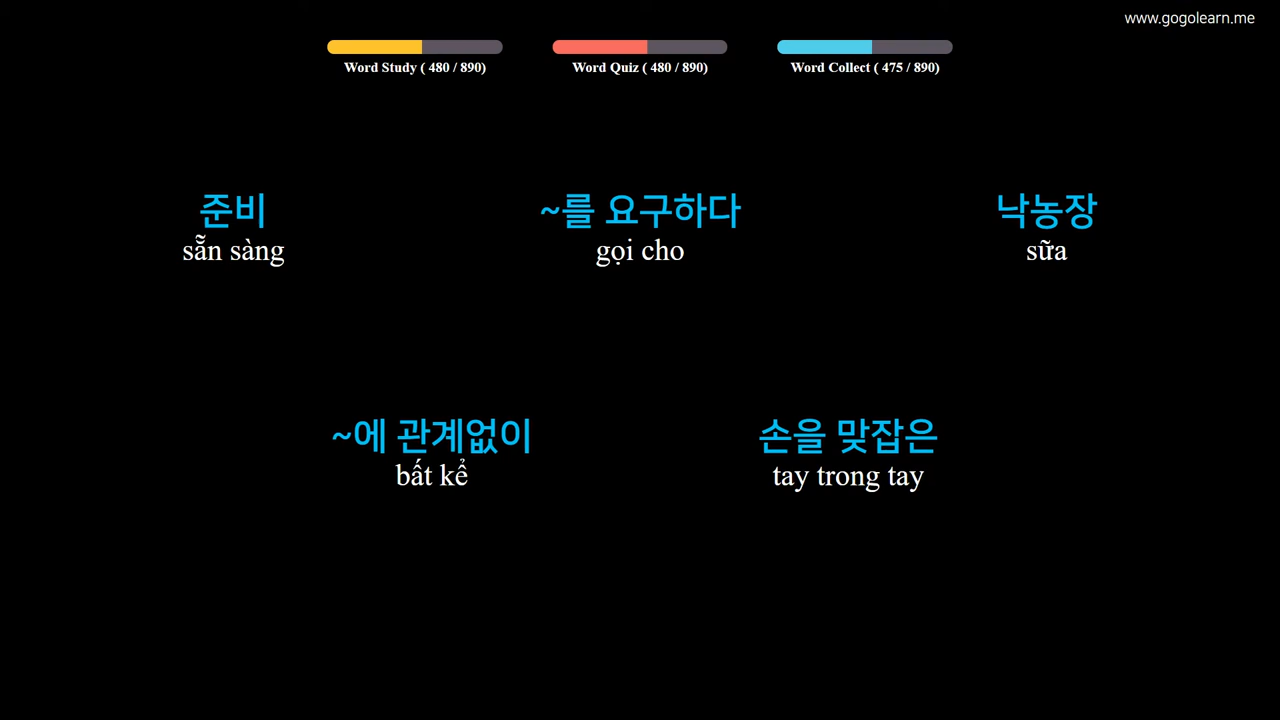 www.gogolearn.me
Word Study ( 480 / 890)
Word Quiz ( 480 / 890)
Word Collect ( 475 / 890)
준비
sẵn sàng
~를 요구하다
gọi cho
낙농장
sữa
~에 관계없이
bất kể
손을 맞잡은
tay trong tay